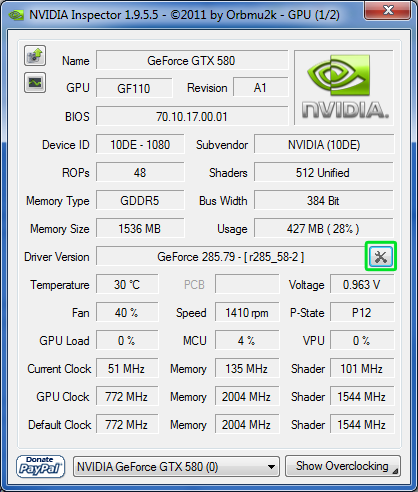 NVIDIA Inspector 1.9.5.5 - ©2011 by Orbmu2k - GPU (1/2)
Name GeForce GTX 580
GPU GF110 Revision A1
NVIDIA.
BIOS 70.10.17.00.01
Device ID 10DE - 1080 Subvendor NVIDIA (10DE)
ROPs 48 Shaders 512 Unified
Memory Type GDDR5 Bus Width 384 Bit
Memory Size 1536 MB Usage 427 MB ( 28% )
Driver Version GeForce 285.79 - [ r285_58-2 ]
Temperature 30 °C PCB Voltage 0.963 V
Fan 40 % Speed 1410 rpm P-State P12
GPU Load 0 % MCU 4 % VPU 0 %
Current Clock 51 MHz Memory 135 MHz Shader 101 MHz
GPU Clock 772 MHz Memory 2004 MHz Shader 1544 MHz
Default Clock 772 MHz Memory 2004 MHz Shader 1544 MHz
Donate
PayPal
NVIDIA GeForce GTX 580 (0) Show Overclocking